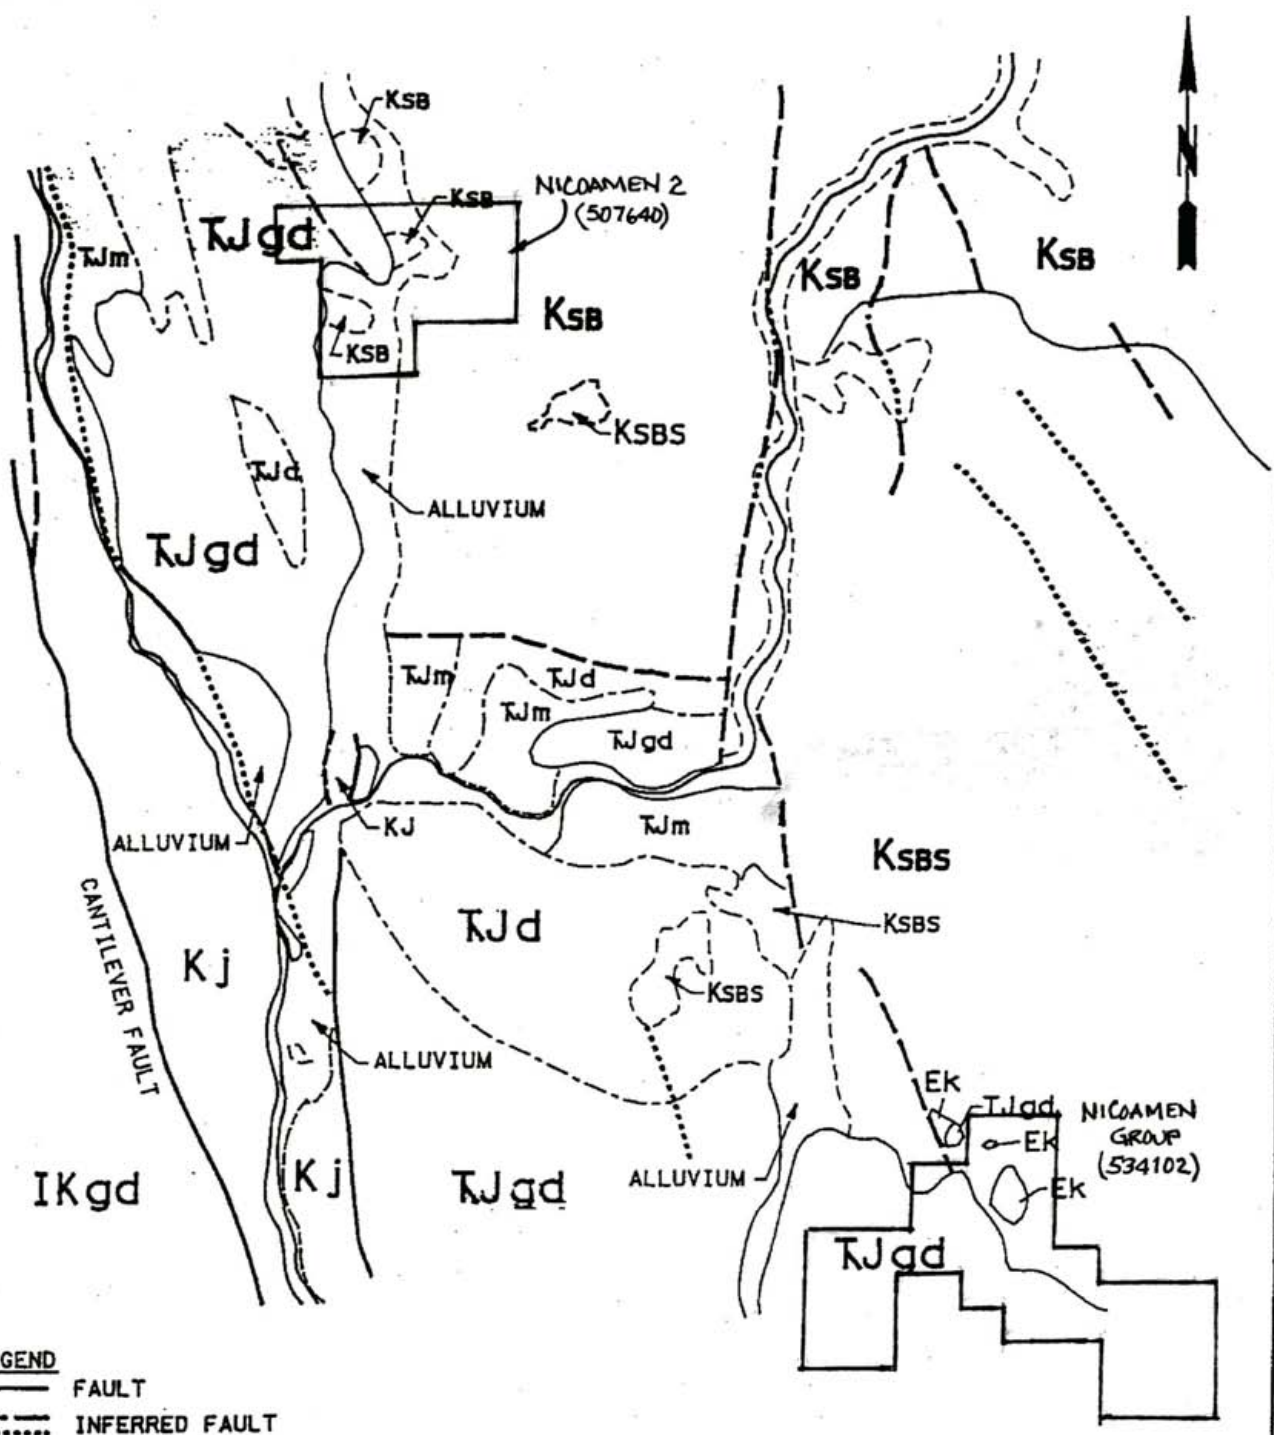 KSB
N
NICOAMEN 2
(507640)
KSB
TJgd
TJm
KSB
KSB
KSB
KSB
KSBS
TJd
ALLUVIUM
TJgd
TJm
TJd
TJm
TJgd
KJ
TJm
ALLUVIUM
KSBS
CANTILEVER FAULT
TJd
KSBS
Kj
KSBS
ALLUVIUM
Ek
TJgd
NICOAMEN
GROUP
(534102)
Ek
Kj
IKgd
TJgd
ALLUVIUM
Ek
TJgd
GEND
FAULT
INFERRED FAULT